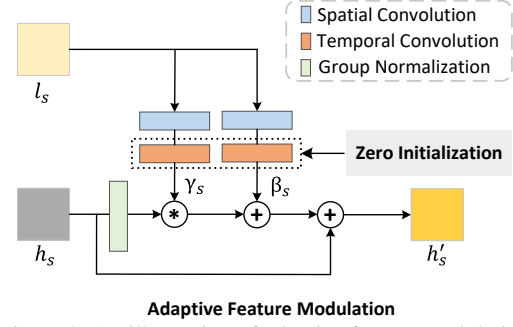 Spatial Convolution
Temporal Convolution
Group Normalization
l_s
Zero Initialization
γ_s
β_s
*
+
+
h_s
h'_s
Adaptive Feature Modulation